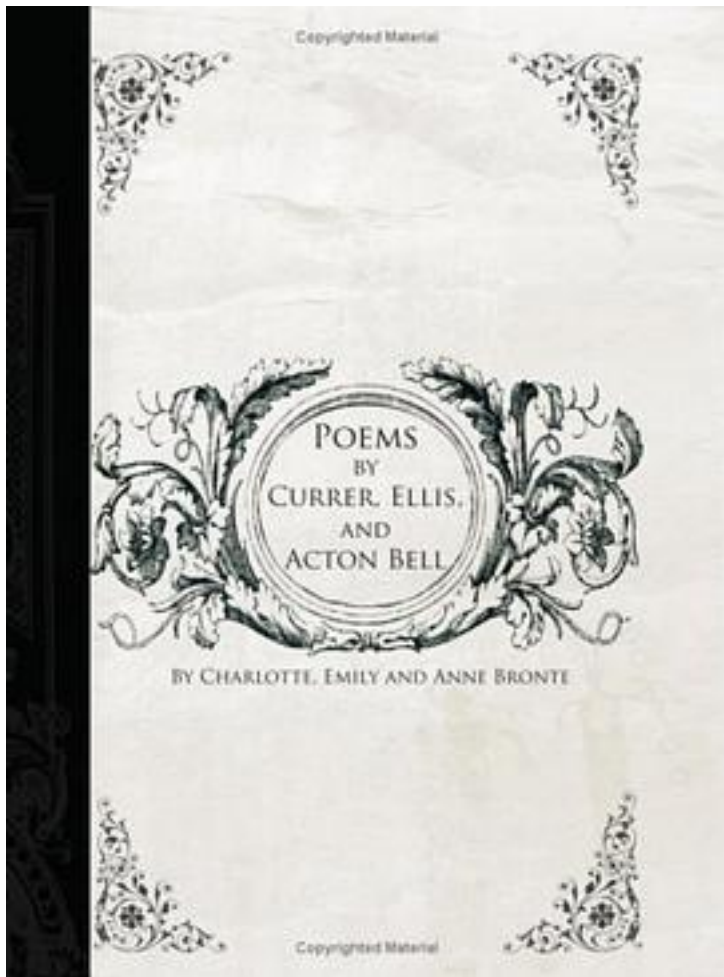 Copyrighted Material
POEMS
BY
CURRER, ELLIS,
AND
ACTON BELL
BY CHARLOTTE, EMILY AND ANNE BRONTE
Copyrighted Material